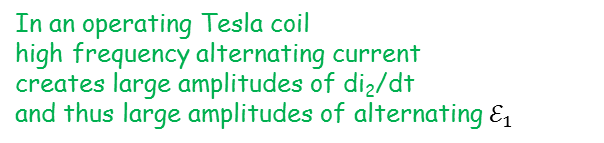 In an operating Tesla coil
high frequency alternating current
creates large amplitudes of di₂/dt
and thus large amplitudes of alternating ℰ₁